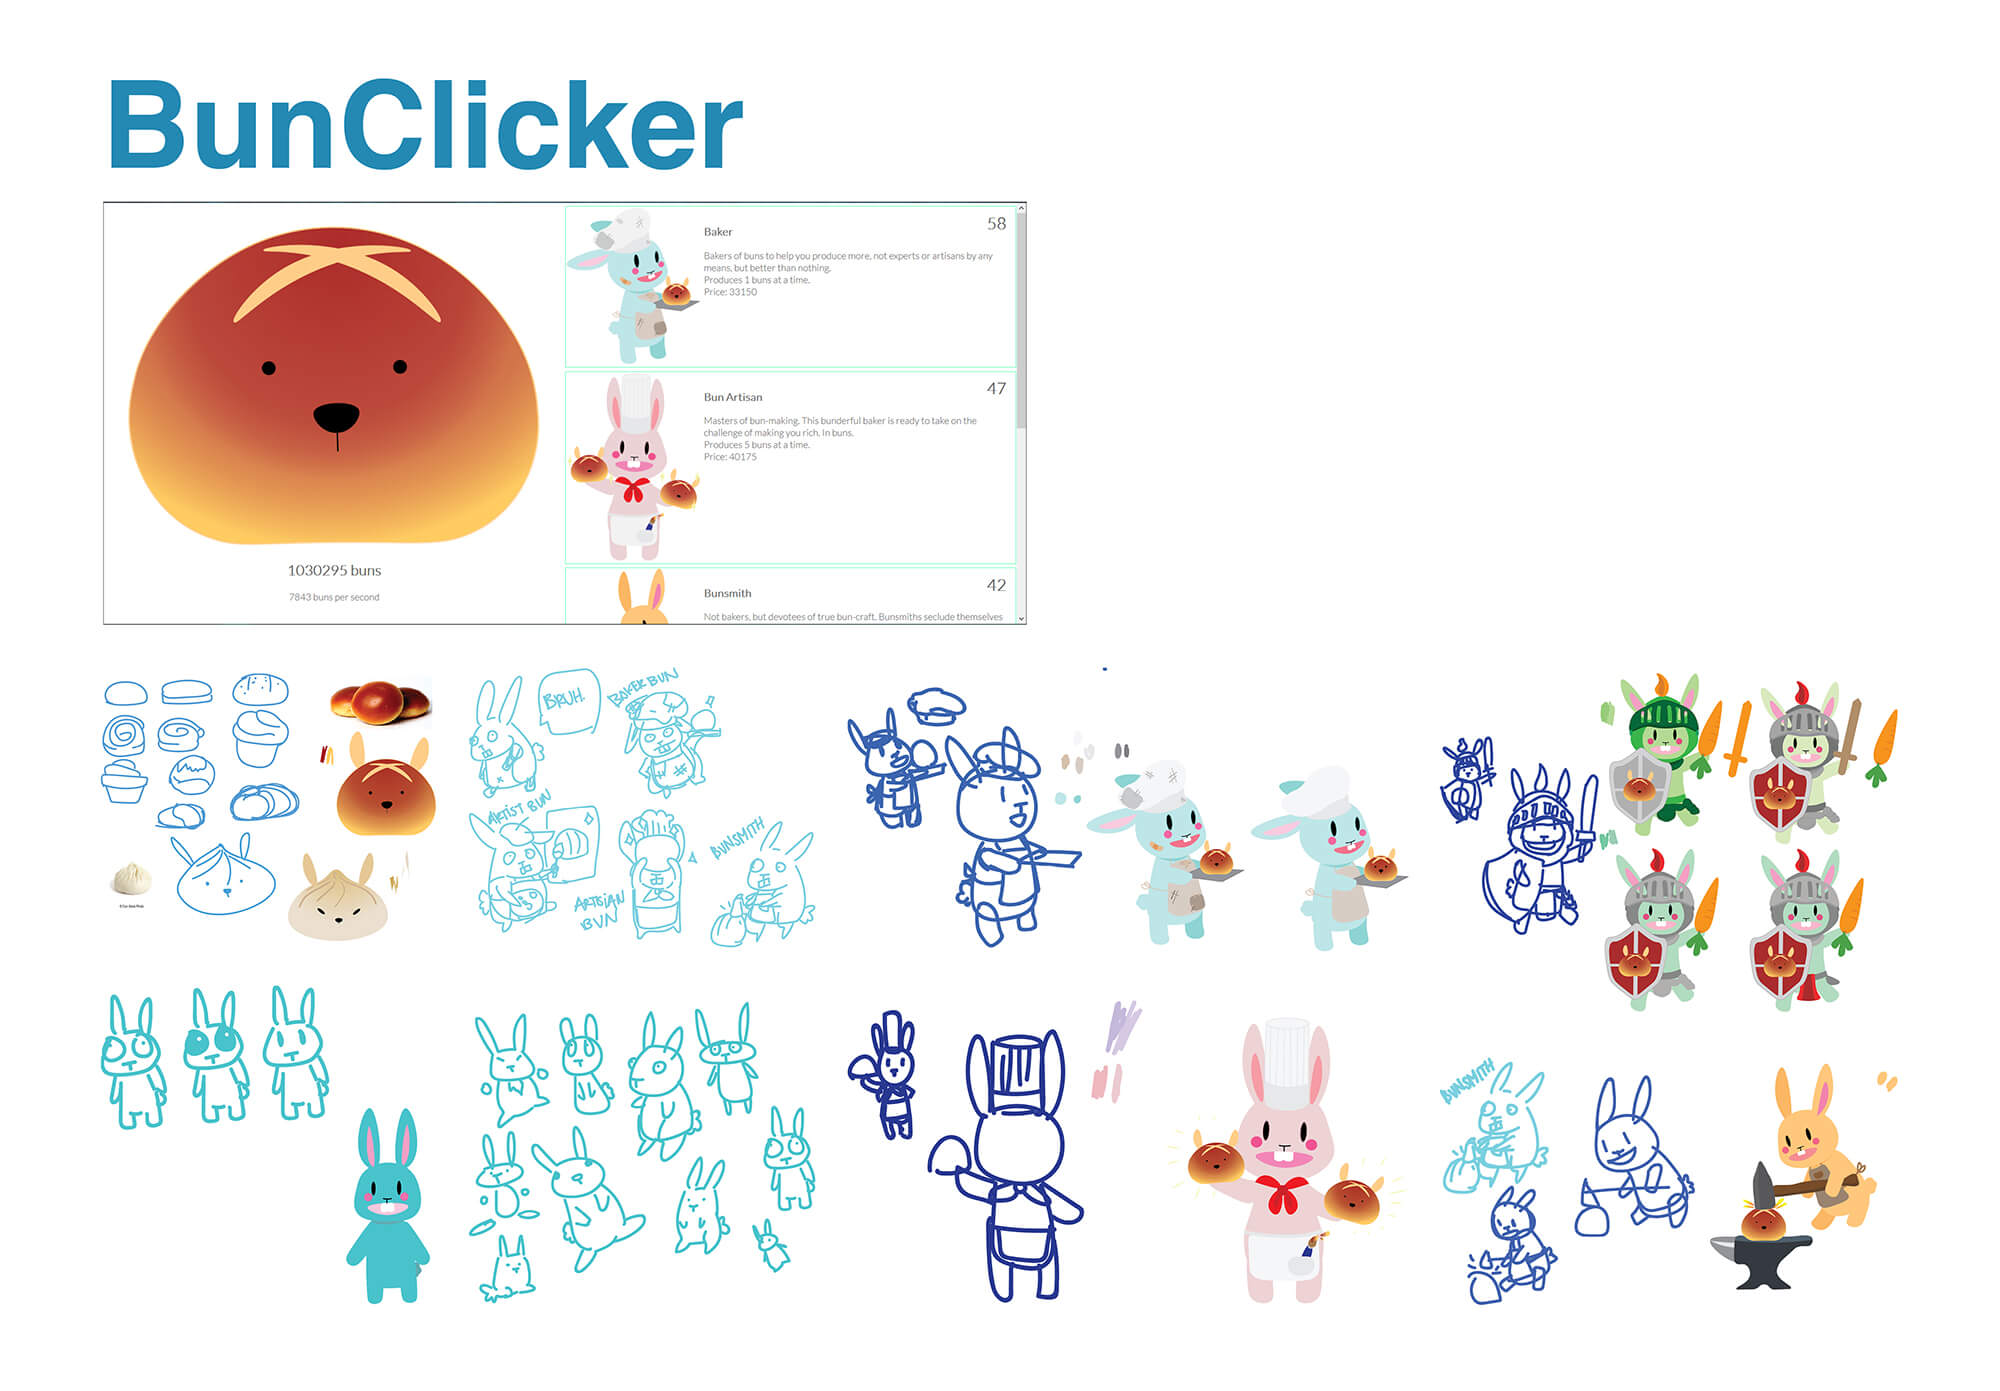 BunClicker
58
Baker
Bakers of buns to help you produce more, not experts or artisans by any
means, but better than nothing.
Produces 1 buns at a time.
Price: 33150
47
Bun Artisan
Masters of bun-making. This bunderful baker is ready to take on the
challenge of making you rich. In buns.
Produces 5 buns at a time.
Price: 40175
42
Bunsmith
Not bakers, but devotees of true bun-craft. Bunsmiths seclude themselves
1030295 buns
7843 buns per second
BRUH.
BAKER BUN
ARTIST BUN
ARTISIAN
BUN
BUNSMITH
BUNSMITH